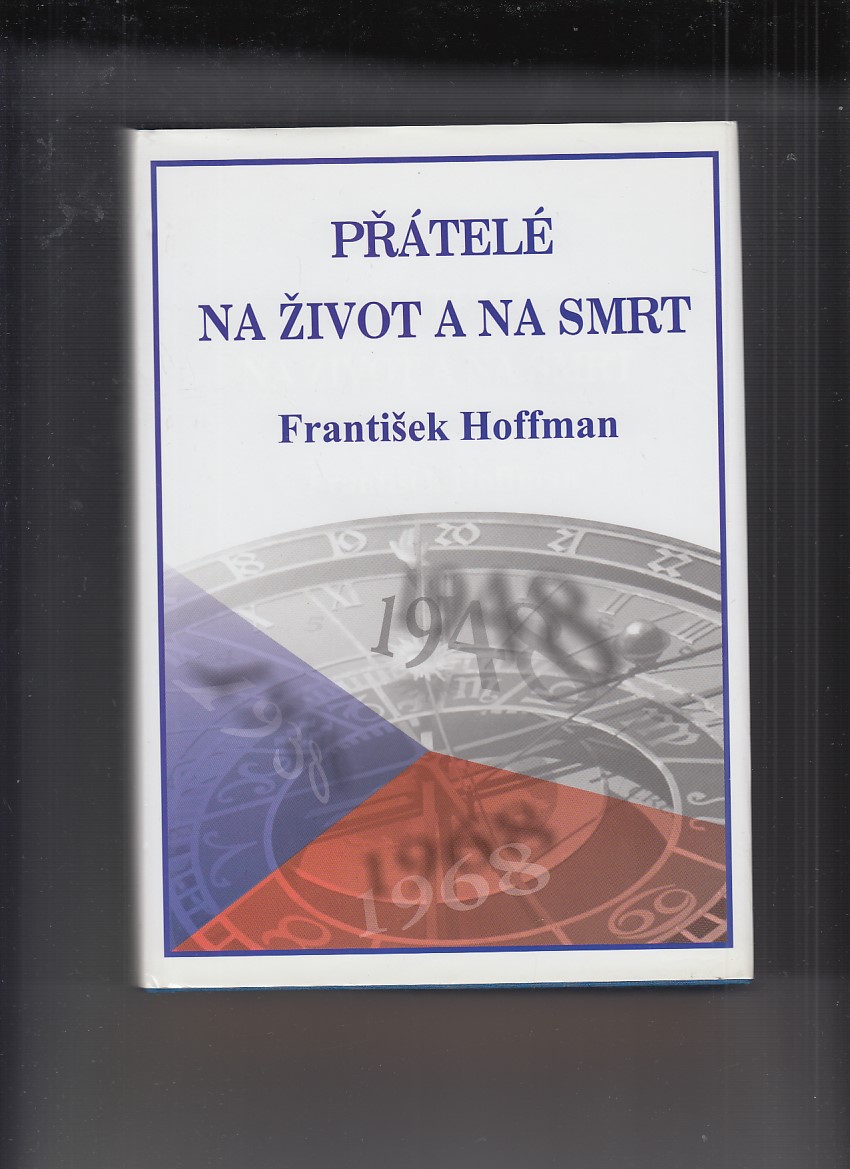 PŘÁTELÉ
NA ŽIVOT A NA SMRT
František Hoffman
1948
1968